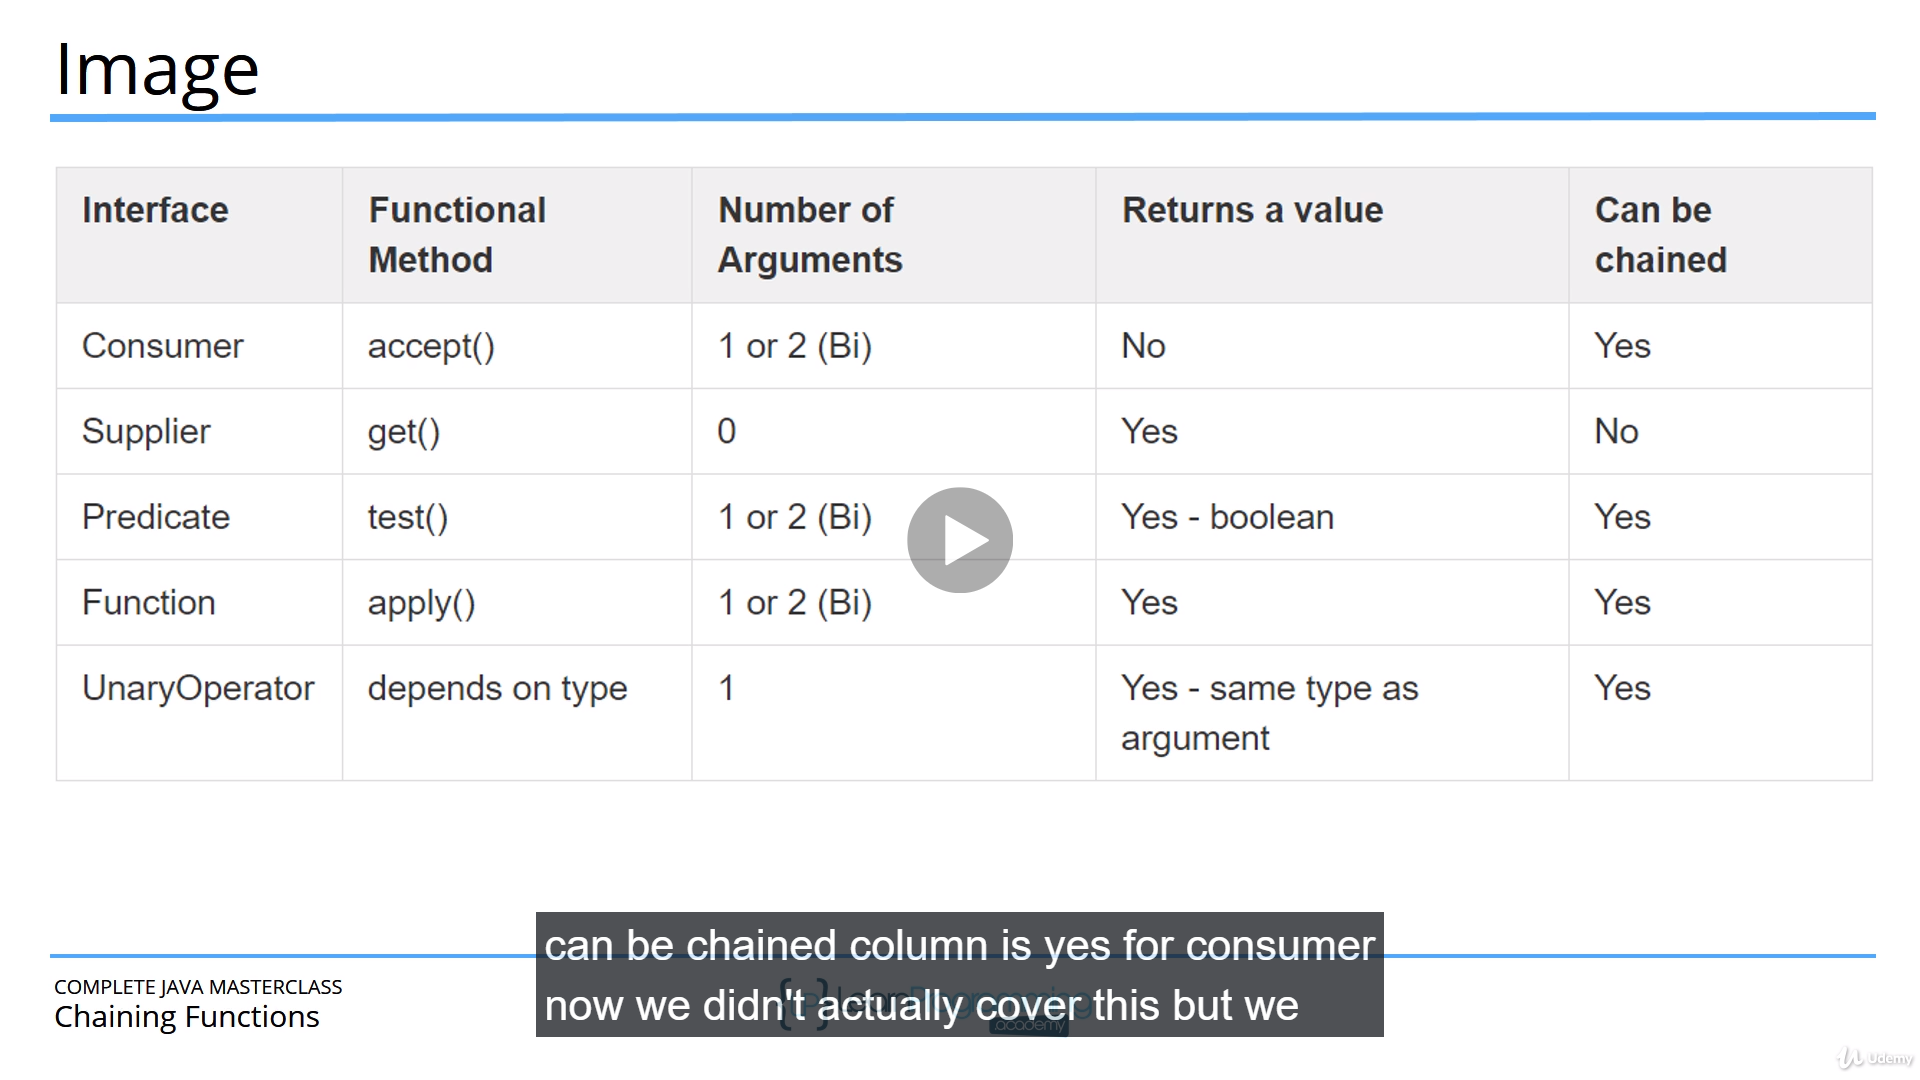 Image
Interface
Functional
Method
Number of
Arguments
Returns a value
Can be
chained
Consumer
accept()
1 or 2 (Bi)
No
Yes
Supplier
get()
0
Yes
No
Predicate
test()
1 or 2 (Bi)
Yes - boolean
Yes
Function
apply()
1 or 2 (Bi)
Yes
Yes
UnaryOperator
depends on type
1
Yes - same type as
argument
Yes
can be chained column is yes for consumer
now we didn't actually cover this but we
COMPLETE JAVA MASTERCLASS
Chaining Functions
academy
Udemy